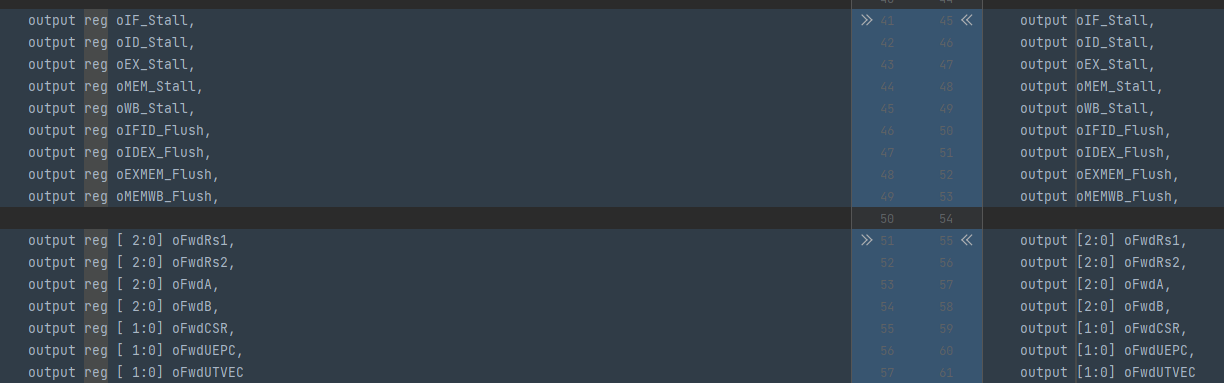 output reg oIF_Stall, 41 45 output oIF_Stall,
output reg oID_Stall, 42 46 output oID_Stall,
output reg oEX_Stall, 43 47 output oEX_Stall,
output reg oMEM_Stall, 44 48 output oMEM_Stall,
output reg oWB_Stall, 45 49 output oWB_Stall,
output reg oIFID_Flush, 46 50 output oIFID_Flush,
output reg oIDEX_Flush, 47 51 output oIDEX_Flush,
output reg oEXMEM_Flush, 48 52 output oEXMEM_Flush,
output reg oMEMWB_Flush, 49 53 output oMEMWB_Flush,
50 54
output reg [ 2:0] oFwdRs1, 51 55 output [2:0] oFwdRs1,
output reg [ 2:0] oFwdRs2, 52 56 output [2:0] oFwdRs2,
output reg [ 2:0] oFwdA, 53 57 output [2:0] oFwdA,
output reg [ 2:0] oFwdB, 54 58 output [2:0] oFwdB,
output reg [ 1:0] oFwdCSR, 55 59 output [1:0] oFwdCSR,
output reg [ 1:0] oFwdUEPC, 56 60 output [1:0] oFwdUEPC,
output reg [ 1:0] oFwdUTVEC 57 61 output [1:0] oFwdUTVEC